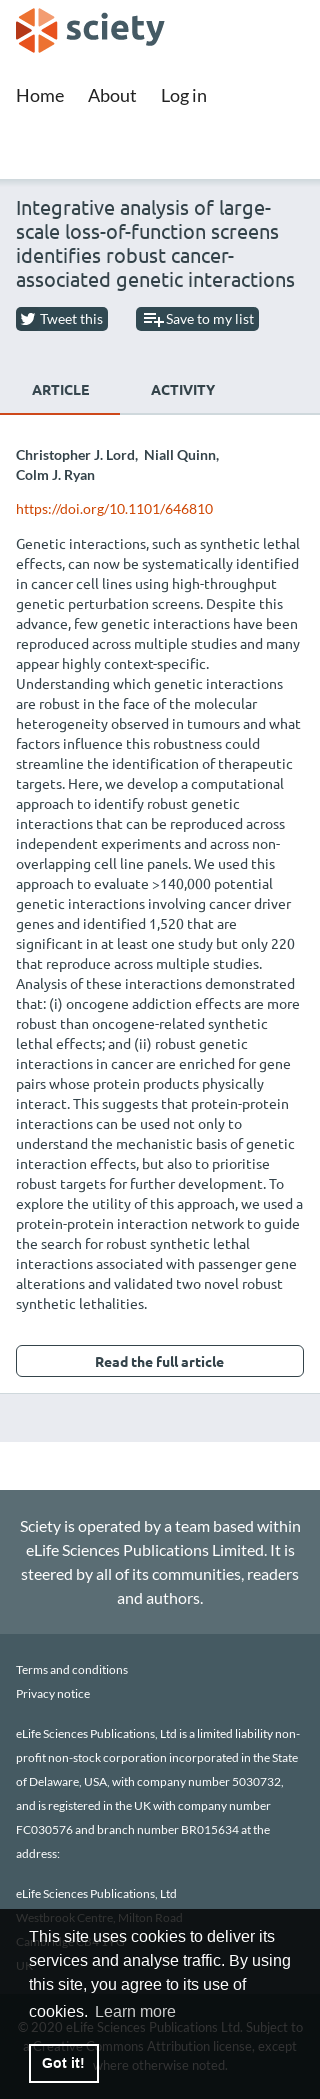 sciety
Home About Log in
Integrative analysis of large-
scale loss-of-function screens
identifies robust cancer-
associated genetic interactions
Tweet this Save to my list
ARTICLE ACTIVITY
Christopher J. Lord, Niall Quinn,
Colm J. Ryan
https://doi.org/10.1101/646810
Genetic interactions, such as synthetic lethal
effects, can now be systematically identified
in cancer cell lines using high-throughput
genetic perturbation screens. Despite this
advance, few genetic interactions have been
reproduced across multiple studies and many
appear highly context-specific.
Understanding which genetic interactions
are robust in the face of the molecular
heterogeneity observed in tumours and what
factors influence this robustness could
streamline the identification of therapeutic
targets. Here, we develop a computational
approach to identify robust genetic
interactions that can be reproduced across
independent experiments and across non-
overlapping cell line panels. We used this
approach to evaluate >140,000 potential
genetic interactions involving cancer driver
genes and identified 1,520 that are
significant in at least one study but only 220
that reproduce across multiple studies.
Analysis of these interactions demonstrated
that: (i) oncogene addiction effects are more
robust than oncogene-related synthetic
lethal effects; and (ii) robust genetic
interactions in cancer are enriched for gene
pairs whose protein products physically
interact. This suggests that protein-protein
interactions can be used not only to
understand the mechanistic basis of genetic
interaction effects, but also to prioritise
robust targets for further development. To
explore the utility of this approach, we used a
protein-protein interaction network to guide
the search for robust synthetic lethal
interactions associated with passenger gene
alterations and validated two novel robust
synthetic lethalities.
Read the full article
Sciety is operated by a team based within
eLife Sciences Publications Limited. It is
steered by all of its communities, readers
and authors.
Terms and conditions
Privacy notice
eLife Sciences Publications, Ltd is a limited liability non-
profit non-stock corporation incorporated in the State
of Delaware, USA, with company number 5030732,
and is registered in the UK with company number
FC030576 and branch number BR015634 at the
address:
eLife Sciences Publications, Ltd
Westbrook Centre, Milton Road
This site uses cookies to deliver its
services and analyse traffic. By using
this site, you agree to its use of
cookies. Learn more
© 2020 eLife Sciences Publications Ltd. Subject to
a Creative Commons Attribution license, except
Got it! where otherwise noted.